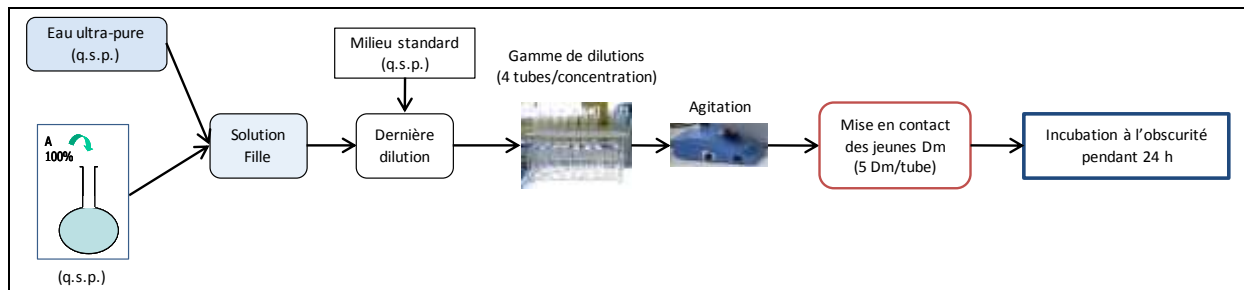 Eau ultra-pure
(q.s.p.)
A
100%
(q.s.p.)
Solution
Fille
Milieu standard
(q.s.p.)
Dernière
dilution
Gamme de dilutions
(4 tubes/concentration)
Agitation
Mise en contact
des jeunes Dm
(5 Dm/tube)
Incubation à l’obscurité
pendant 24 h